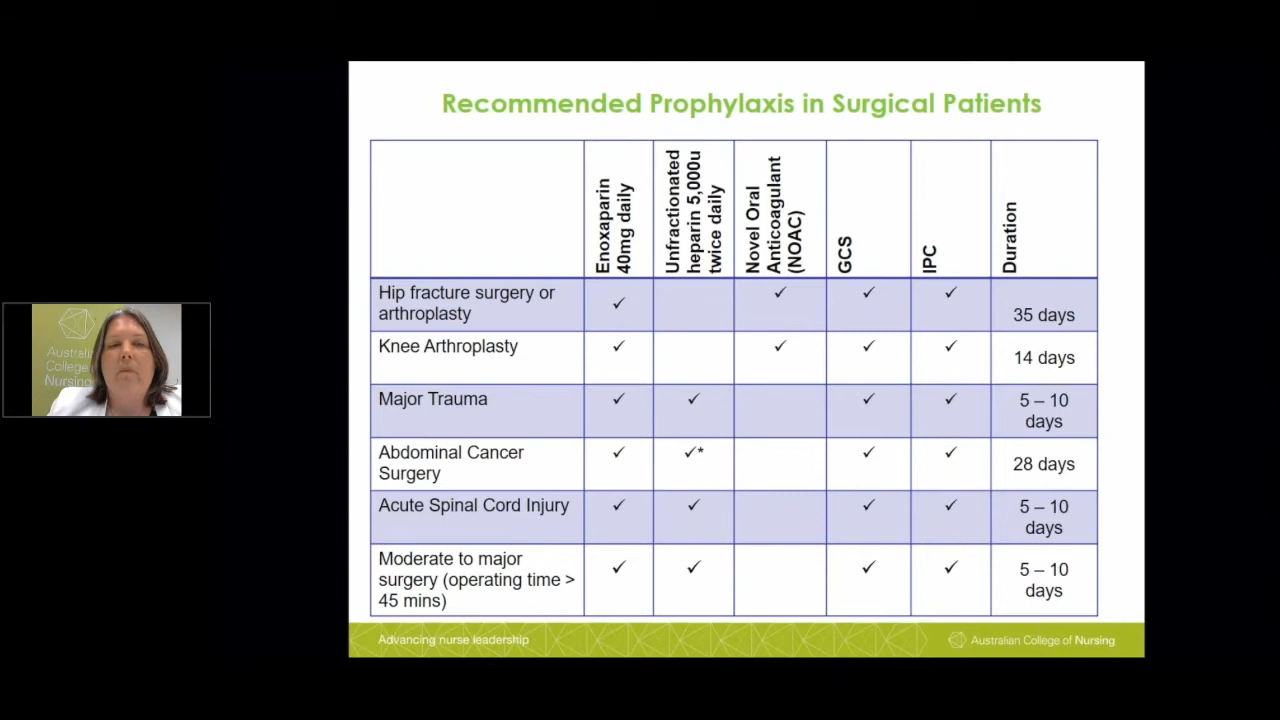 Recommended Prophylaxis in Surgical Patients
Enoxaparin
40mg daily
Unfractionated
heparin 5,000u
twice daily
Novel Oral
Anticoagulant
(NOAC)
GCS
IPC
Duration
Hip fracture surgery or
arthroplasty
✓ ✓ ✓ ✓ 35 days
Knee Arthroplasty ✓ ✓ ✓ ✓ 14 days
Major Trauma ✓ ✓ ✓ ✓ 5 – 10
days
Abdominal Cancer
Surgery
✓ ✓* ✓ ✓ 28 days
Acute Spinal Cord Injury ✓ ✓ ✓ ✓ 5 – 10
days
Moderate to major
surgery (operating time >
45 mins)
✓ ✓ ✓ ✓ 5 – 10
days
Advancing nurse leadership
Australian College of Nursing
Australi
College o
Nursing